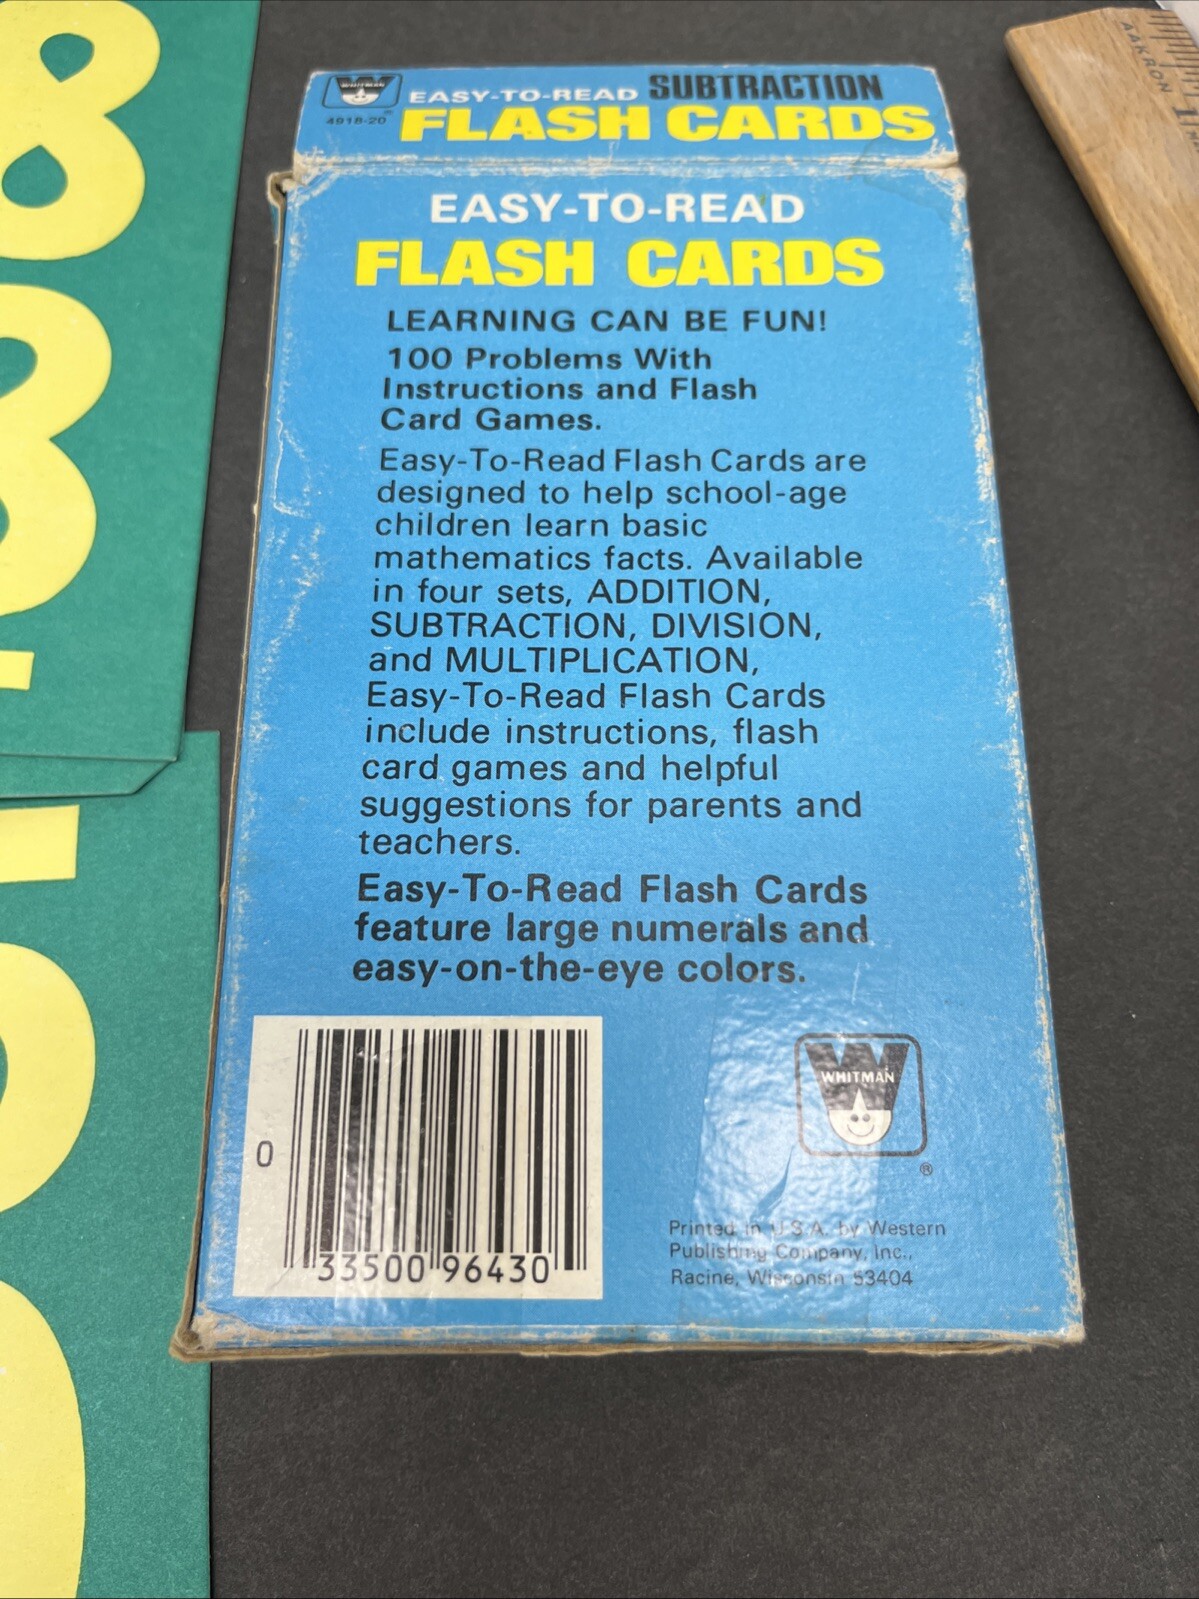 WHITMAN
®
4918-20
EASY-TO-READ SUBTRACTION
FLASH CARDS
AAKRON
EASY-TO-READ
FLASH CARDS
LEARNING CAN BE FUN!
100 Problems With
Instructions and Flash
Card Games.
Easy-To-Read Flash Cards are
designed to help school-age
children learn basic
mathematics facts. Available
in four sets, ADDITION,
SUBTRACTION, DIVISION,
and MULTIPLICATION,
Easy-To-Read Flash Cards
include instructions, flash
card games and helpful
suggestions for parents and
teachers.
Easy-To-Read Flash Cards
feature large numerals and
easy-on-the-eye colors.
0
33500 96430
WHITMAN
®
Printed in U.S.A. by Western
Publishing Company, Inc.,
Racine, Wisconsin 53404